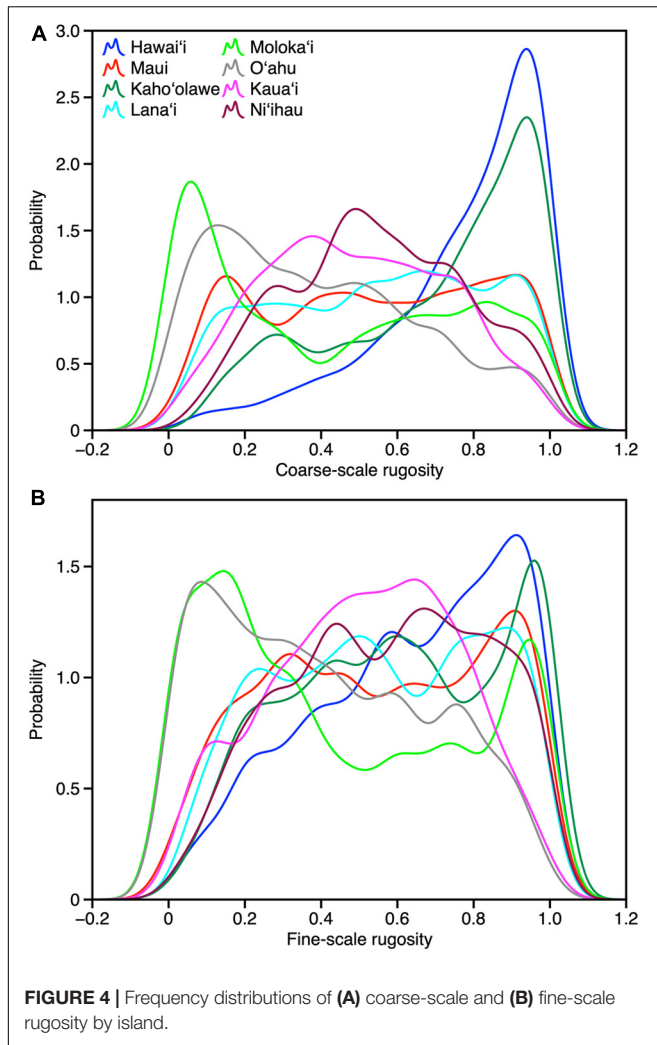 A
3.0
2.5
2.0
1.5
1.0
0.5
0
Probability
Hawai‘i
Maui
Kaho‘olawe
Lana‘i
Moloka‘i
O‘ahu
Kaua‘i
Ni‘ihau
-0.2 0 0.2 0.4 0.6 0.8 1.0 1.2
Coarse-scale rugosity
B
1.5
1.0
0.5
0
Probability
-0.2 0 0.2 0.4 0.6 0.8 1.0 1.2
Fine-scale rugosity
FIGURE 4 | Frequency distributions of (A) coarse-scale and (B) fine-scale
rugosity by island.